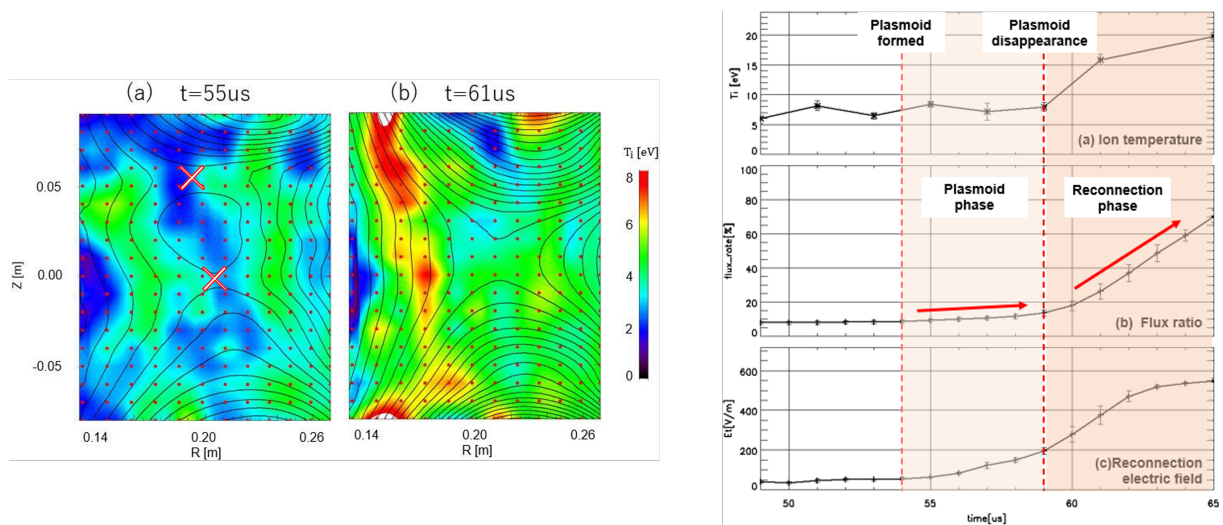 (a) t=55us
(b) t=61us
Ti [eV]
8
6
4
2
0
0.05
0.00
-0.05
Z [m]
0.14 0.20 0.26
R [m]
0.14 0.20 0.26
R [m]
Plasmoid
formed
Plasmoid
disappearance
20
15
10
5
0
Ti [eV]
(a) Ion temperature
100
80
60
40
20
0
flux_rate[%]
Plasmoid
phase
Reconnection
phase
(b) Flux ratio
600
400
200
0
Et[V/m]
(c)Reconnection
electric field
50 55 60 65
time[us]